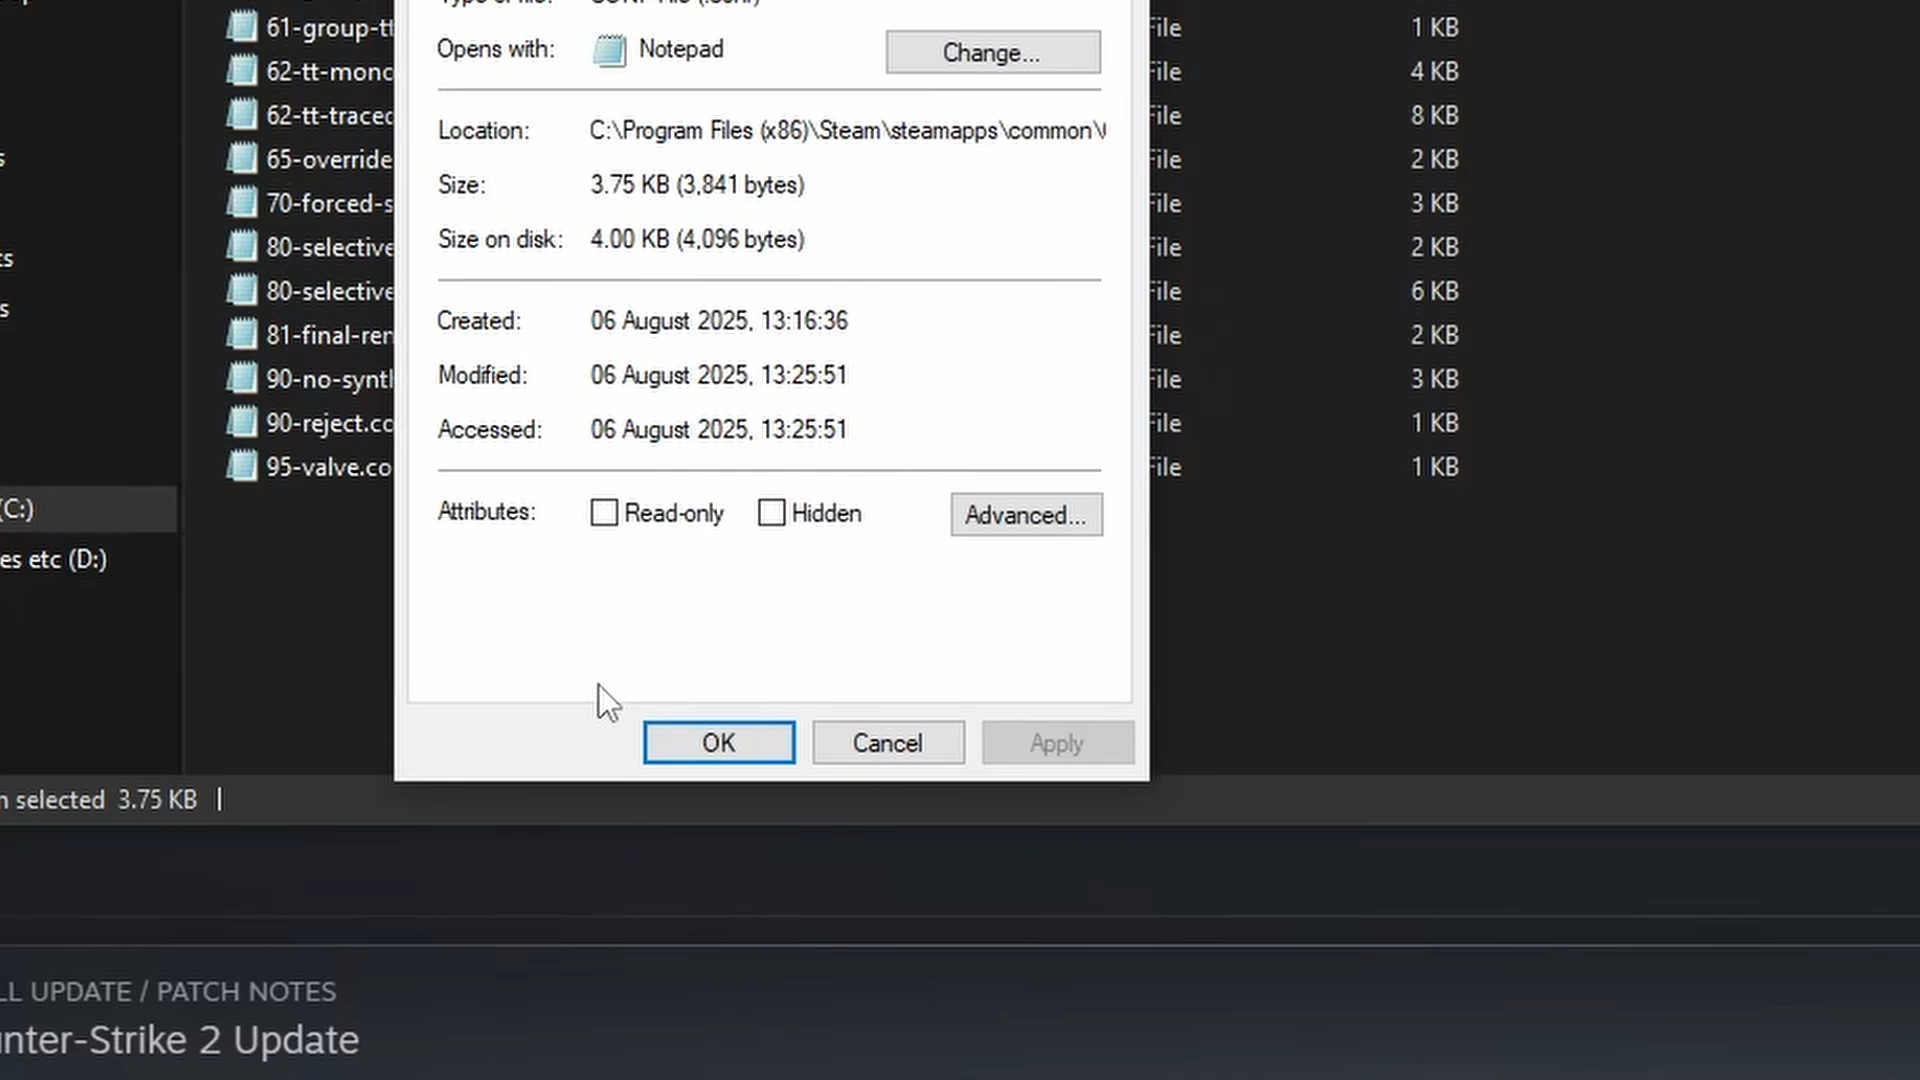 61-group-tt
File
1 KB
Opens with:
Notepad
Change...
62-tt-mono
File
4 KB
62-tt-traced
File
8 KB
Location:
C:\Program Files (x86)\Steam\steamapps\common\
65-override
File
2 KB
Size:
3.75 KB (3,841 bytes)
70-forced-s
File
3 KB
Size on disk:
4.00 KB (4,096 bytes)
80-selective
File
2 KB
80-selective
File
6 KB
Created:
06 August 2025, 13:16:36
81-final-ren
File
2 KB
Modified:
06 August 2025, 13:25:51
90-no-synth
File
3 KB
Accessed:
06 August 2025, 13:25:51
90-reject.co
File
1 KB
95-valve.co
File
1 KB
Attributes:
Read-only
Hidden
Advanced...
(C:)
es etc (D:)
OK
Cancel
Apply
selected 3.75 KB
LL UPDATE / PATCH NOTES
unter-Strike 2 Update